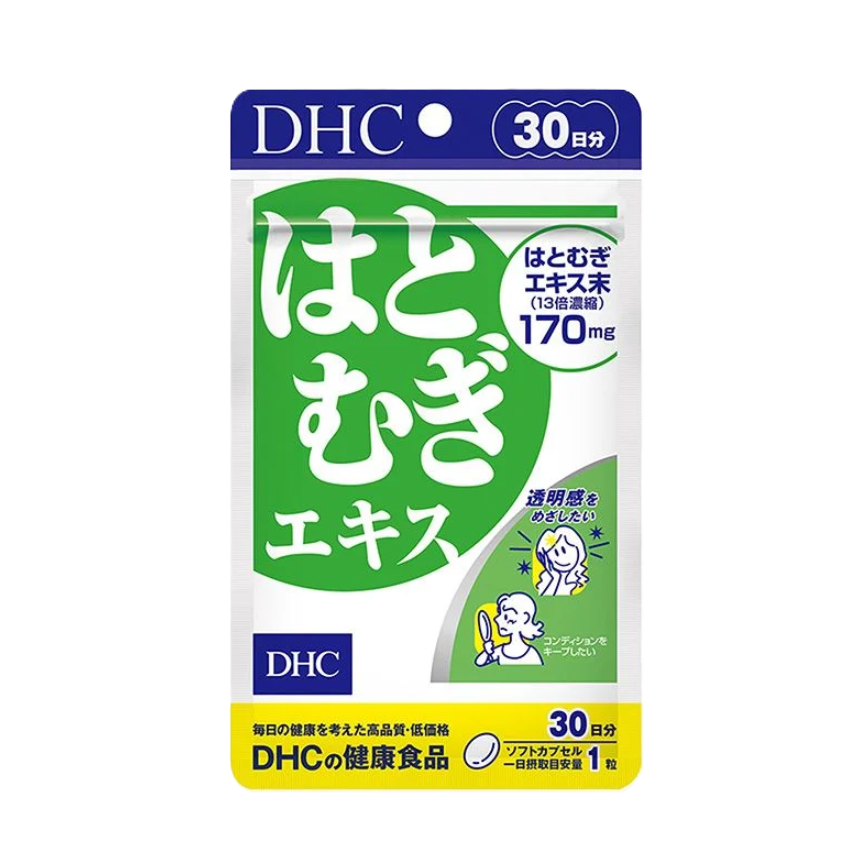 DHC
30日分
はと
むぎ
エキス
はとむぎ
エキス末
(13倍濃縮)
170mg
透明感を
めざしたい
コンディションを
キープしたい
DHC
毎日の健康を考えた高品質・低価格
DHCの健康食品
30日分
ソフトカプセル
一日摂取目安量 1粒